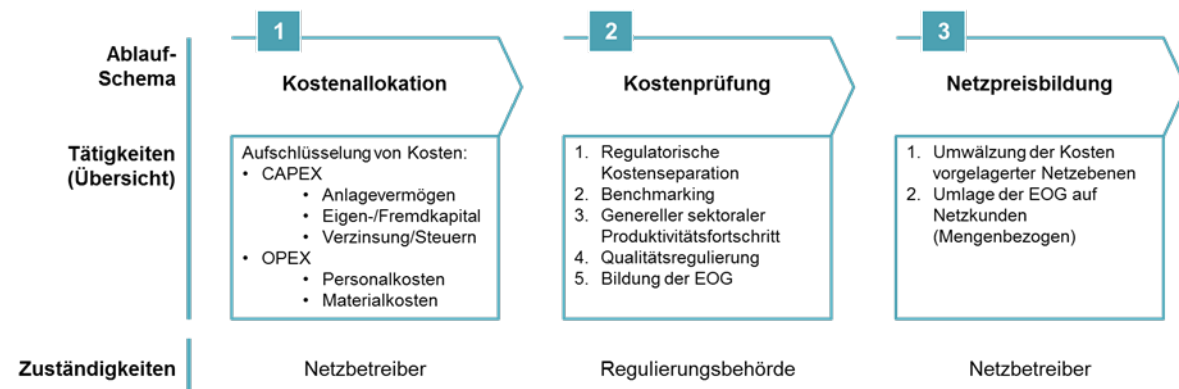 1
2
3
Ablauf-
Schema
Kostenallokation
Kostenprüfung
Netzpreisbildung
Tätigkeiten
(Übersicht)
Aufschlüsselung von Kosten:
• CAPEX
• Anlagevermögen
• Eigen-/Fremdkapital
• Verzinsung/Steuern
• OPEX
• Personalkosten
• Materialkosten
1. Regulatorische
Kostenseparation
2. Benchmarking
3. Genereller sektoraler
Produktivitätsfortschritt
4. Qualitätsregulierung
5. Bildung der EOG
1. Umwälzung der Kosten
vorgelagerter Netzebenen
2. Umlage der EOG auf
Netzkunden
(Mengenbezogen)
Zuständigkeiten
Netzbetreiber
Regulierungsbehörde
Netzbetreiber